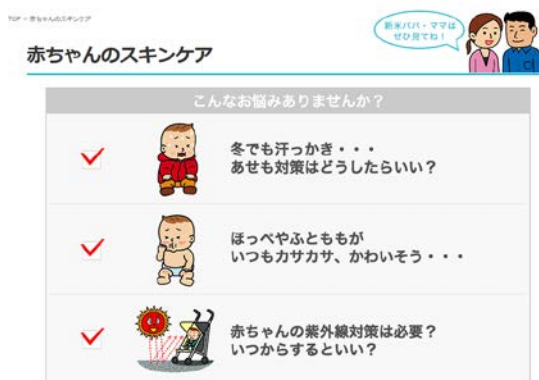 TOP > 赤ちゃんのスキンケア
新米パパ・ママは
ぜひ見てね！
赤ちゃんのスキンケア
こんなお悩みありませんか？
冬でも汗っかき・・・
あせも対策はどうしたらいい？
ほっぺやふとももが
いつもカサカサ、かわいそう・・・
赤ちゃんの紫外線対策は必要？
いつからするといい？